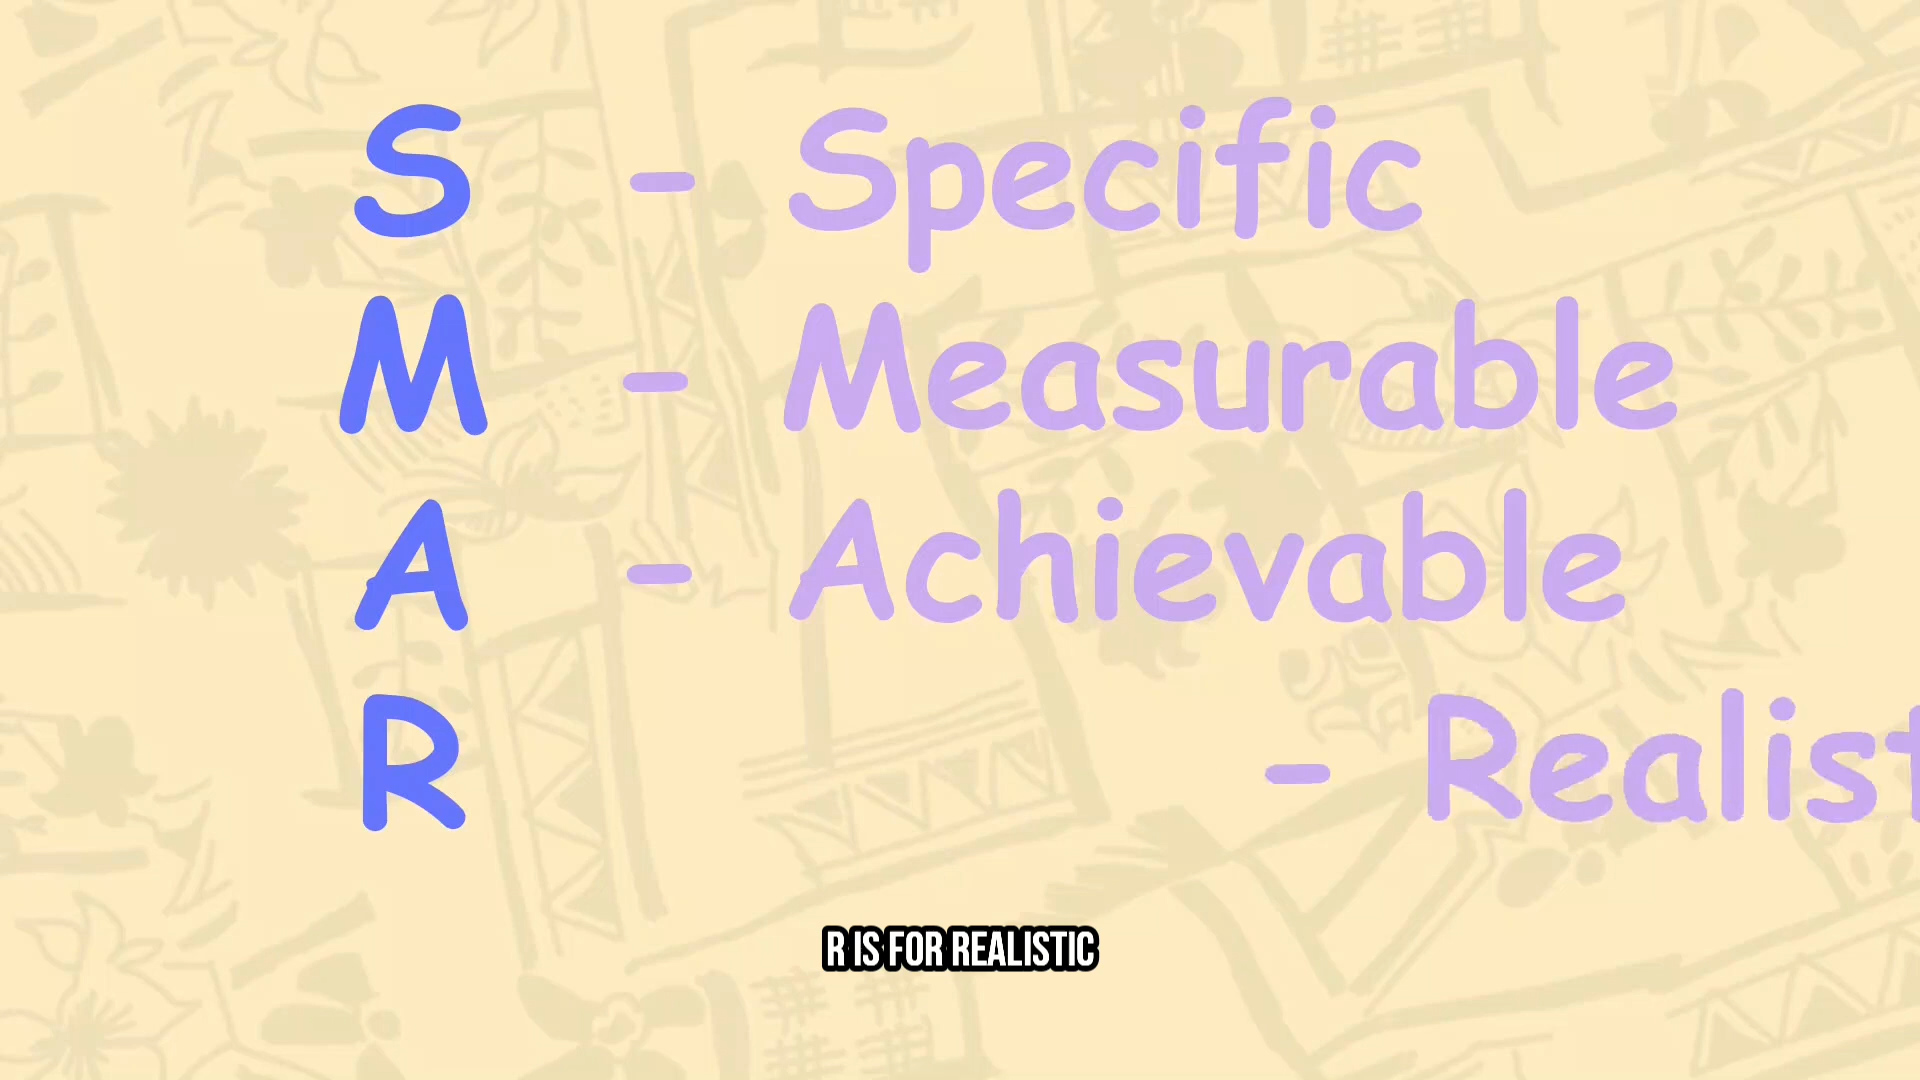 S - Specific
M - Measurable
A - Achievable
R - Realist
R IS FOR REALISTIC